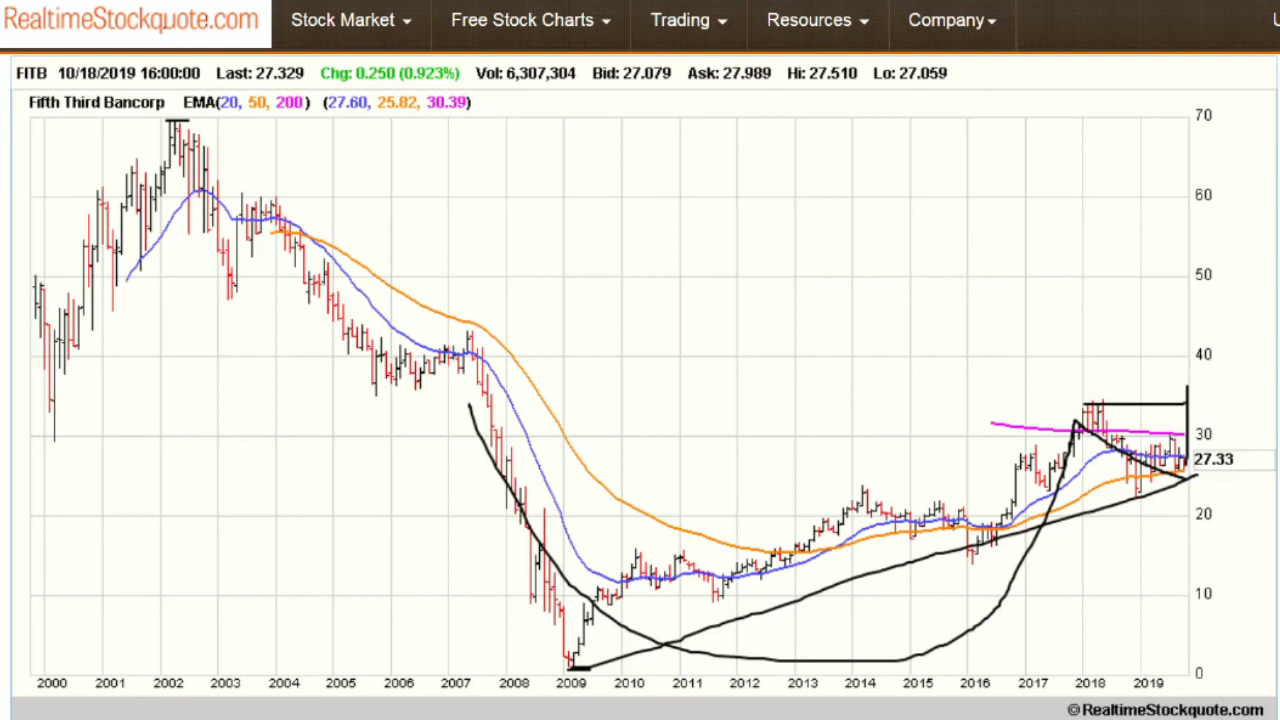 RealtimeStockquote.com Stock Market Free Stock Charts Trading Resources Company U
FITB 10/18/2019 16:00:00 Last: 27.329 Chg: 0.250 (0.923%) Vol: 6,307,304 Bid: 27.079 Ask: 27.989 Hi: 27.510 Lo: 27.059
Fifth Third Bancorp EMA(20, 50, 200) (27.60, 25.82, 30.39)
70
60
50
40
30
27.33
20
10
0
2000 2001 2002 2003 2004 2005 2006 2007 2008 2009 2010 2011 2012 2013 2014 2015 2016 2017 2018 2019
©RealtimeStockquote.com